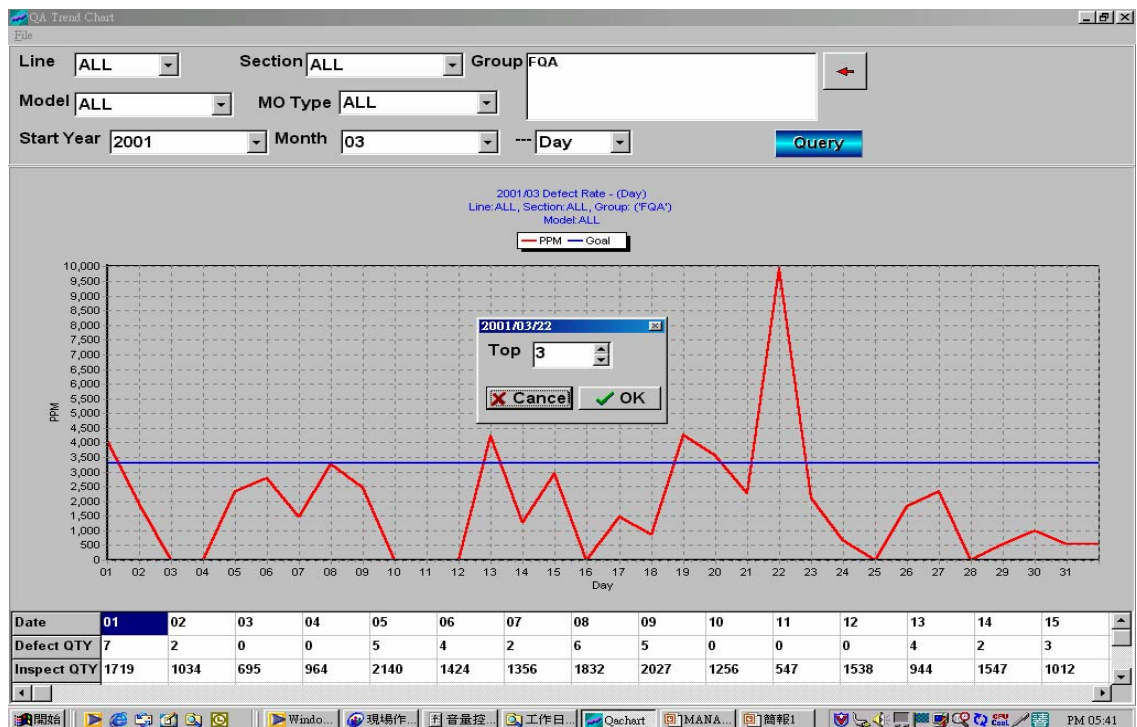 QA Trend Chart
File
Line ALL Section ALL Group FQA
Model ALL MO Type ALL
Start Year 2001 Month 03 --- Day Query
2001/03 Defect Rate - (Day)
Line:ALL, Section:ALL, Group: ('FQA')
Model:ALL
PPM Goal
10,000
9,500
9,000
8,500
8,000
7,500
7,000
6,500
6,000
5,500
5,000
4,500
4,000
3,500
3,000
2,500
2,000
1,500
1,000
500
0
PPM
2001/03/22
Top 3
Cancel OK
01 02 03 04 05 06 07 08 09 10 11 12 13 14 15 16 17 18 19 20 21 22 23 24 25 26 27 28 29 30 31
Day
Date 01 02 03 04 05 06 07 08 09 10 11 12 13 14 15
Defect QTY 7 2 0 0 5 4 2 6 5 0 0 0 4 2 3
Inspect QTY 1719 1034 695 964 2140 1424 1356 1832 2027 1256 547 1538 944 1547 1012
開始 Windo... 現場作... 音量控... 工作日... Qachart MANA... 簡報1 PM 05:41